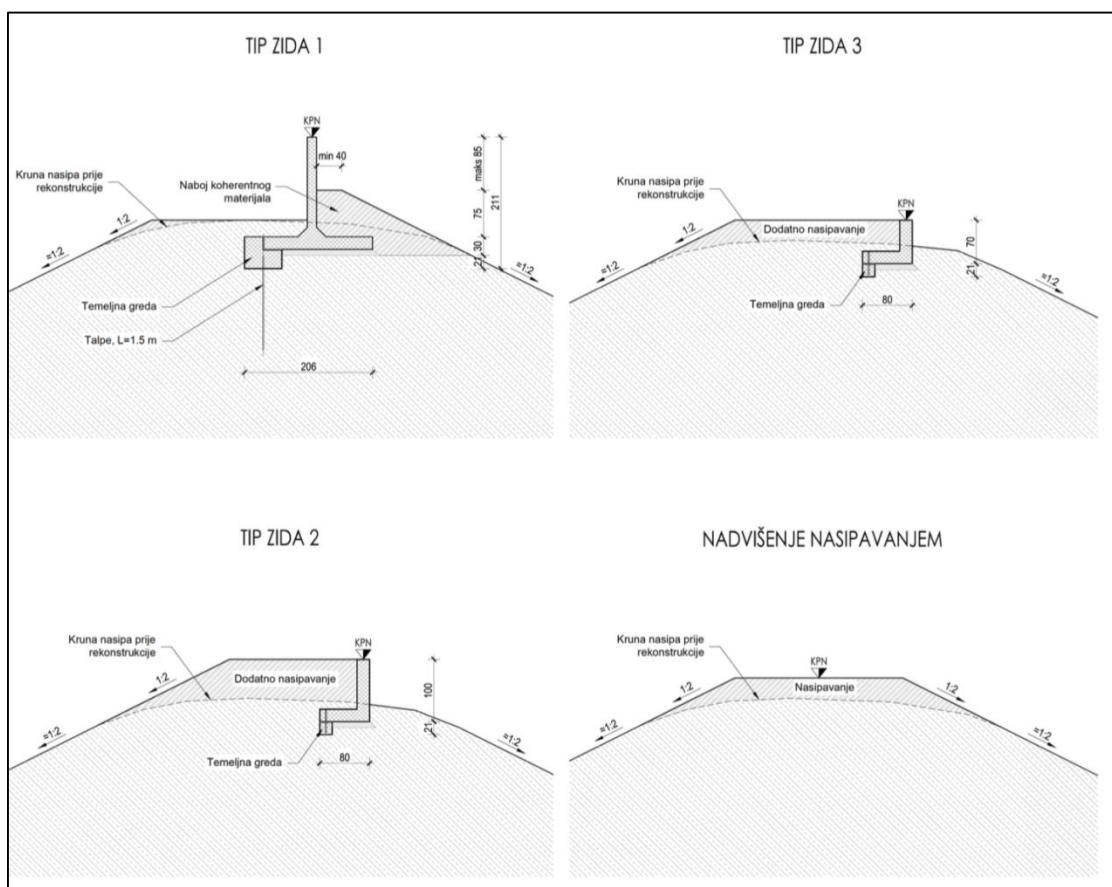 TIP ZIDA 1
KPN
min 40
maks 85
211
75
30
21
Kruna nasipa prije
rekonstrukcije
Naboj koherentnog
materijala
1:2
≈1:2
≈1:2
Temeljna greda
Talpe, L=1.5 m
206
TIP ZIDA 3
KPN
Kruna nasipa prije
rekonstrukcije
Dodatno nasipavanje
1:2
≈1:2
≈1:2
70
21
Temeljna greda
80
TIP ZIDA 2
KPN
Kruna nasipa prije
rekonstrukcije
Dodatno nasipavanje
1:2
≈1:2
≈1:2
100
21
Temeljna greda
80
NADVIŠENJE NASIPAVANJEM
KPN
Kruna nasipa prije
rekonstrukcije
Nasipavanje
1:2
1:2
≈1:2
≈1:2